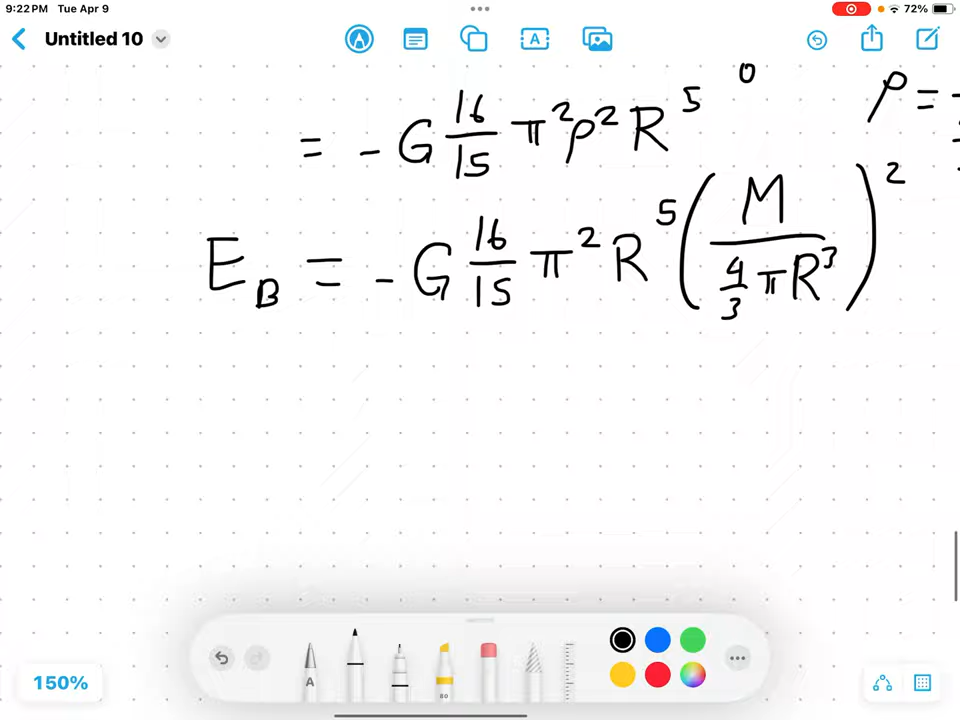 9:22 PM Tue Apr 9
72%
Untitled 10
0
= - G 16/15 π² ρ² R⁵
ρ =
E_B = - G 16/15 π² R⁵ ( M / (4/3 π R³) )²
A
150%